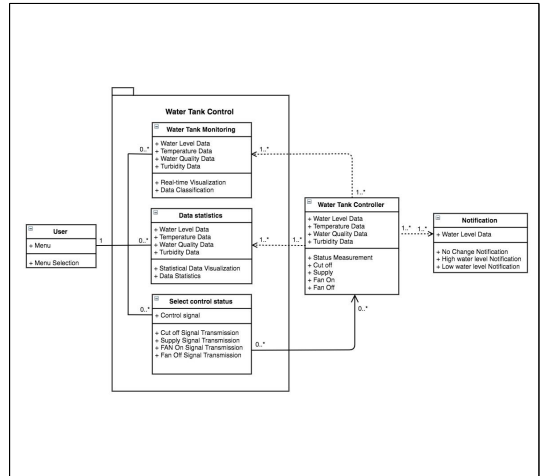 Water Tank Control
Water Tank Monitoring
+ Water Level Data
+ Temperature Data
+ Water Quality Data
+ Turbidity Data
+ Real-time Visualization
+ Data Classification
0..*
1..*
1..*
Data statistics
+ Water Level Data
+ Temperature Data
+ Water Quality Data
+ Turbidity Data
+ Statistical Data Visualization
+ Data Statistics
0..*
1..*
1..*
Select control status
+ Control signal
+ Cut off Signal Transmission
+ Supply Signal Transmission
+ FAN On Signal Transmission
+ Fan Off Signal Transmission
0..*
0..*
User
+ Menu
+ Menu Selection
1
Water Tank Controller
+ Water Level Data
+ Temperature Data
+ Water Quality Data
+ Turbidity Data
+ Status Measurement
+ Cut off
+ Supply
+ Fan On
+ Fan Off
1..*
1..*
Notification
+ Water Level Data
+ No Change Notification
+ High water level Notification
+ Low water level Notification